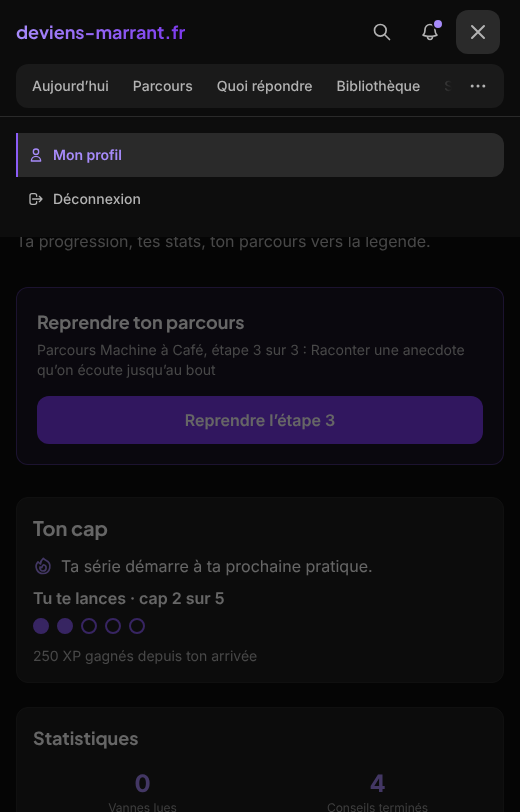 deviens-marrant.fr
Aujourd’hui Parcours Quoi répondre Bibliothèque
Mon profil
Déconnexion
Ta progression, tes stats, ton parcours vers la légende.
Reprendre ton parcours
Parcours Machine à Café, étape 3 sur 3 : Raconter une anecdote
qu’on écoute jusqu’au bout
Reprendre l’étape 3
Ton cap
Ta série démarre à ta prochaine pratique.
Tu te lances · cap 2 sur 5
250 XP gagnés depuis ton arrivée
Statistiques
0 4
Vannes lues Conseils terminés